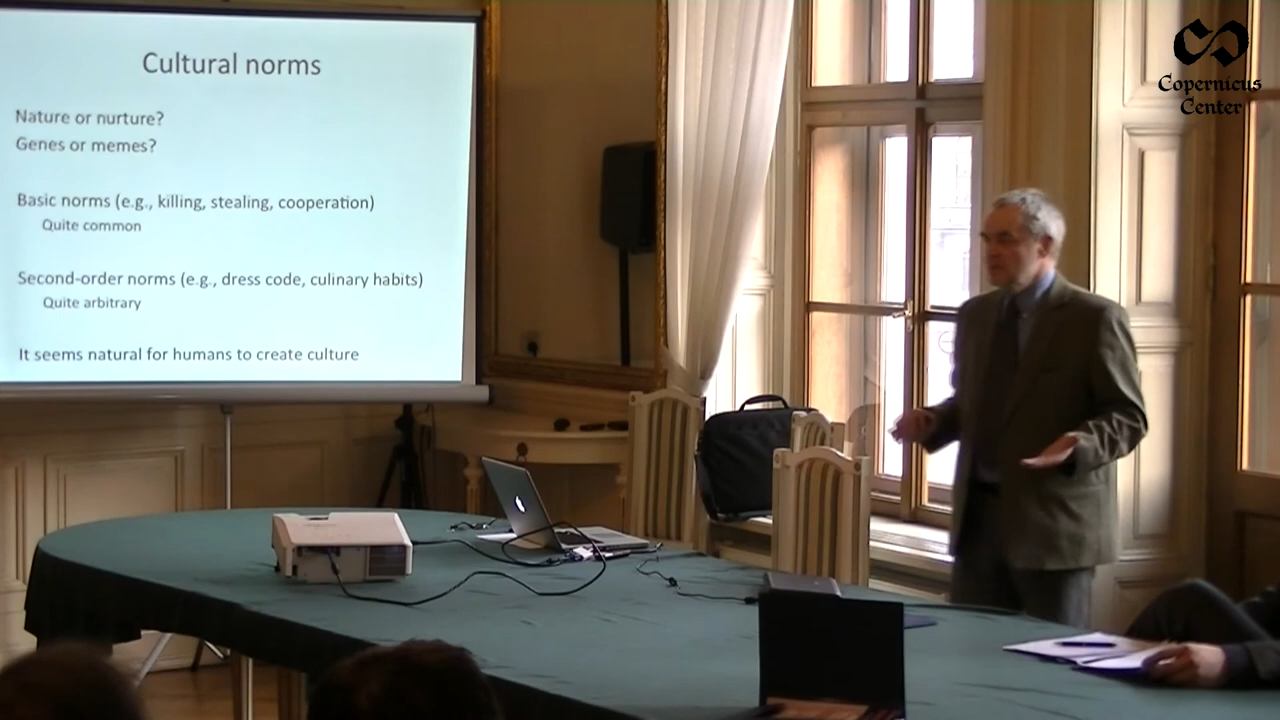 Cultural norms
Nature or nurture?
Genes or memes?
Basic norms (e.g., killing, stealing, cooperation)
Quite common
Second-order norms (e.g., dress code, culinary habits)
Quite arbitrary
It seems natural for humans to create culture
Copernicus
Center